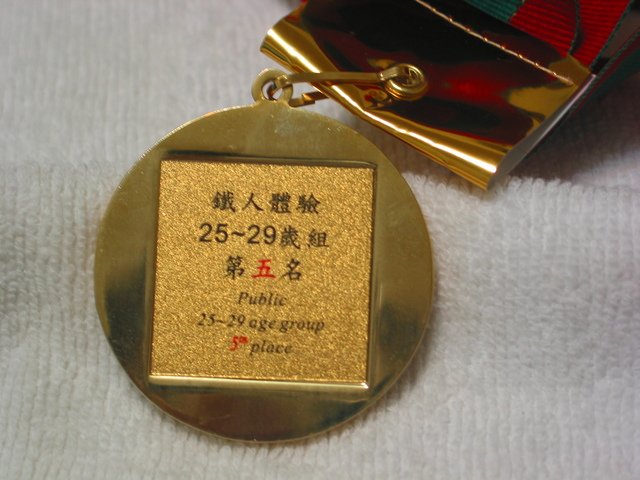 鐵人體驗
25~29歲組
第五名
Public
25~29 age group
5th place